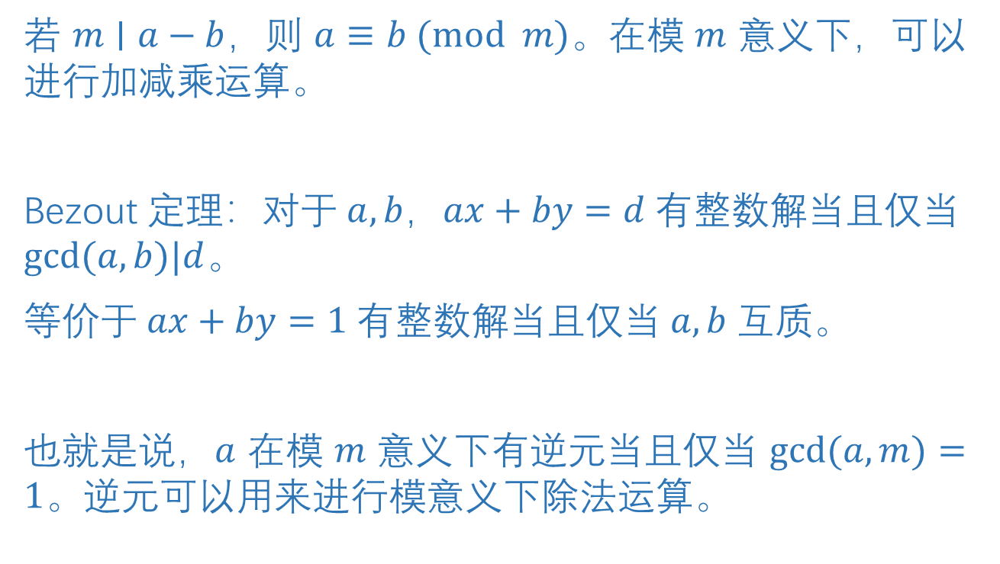 若 𝑚 ∣ 𝑎 − 𝑏，则 𝑎 ≡ 𝑏 (mod 𝑚)。在模 𝑚 意义下，可以
进行加减乘运算。
Bezout 定理：对于 𝑎, 𝑏，𝑎𝑥 + 𝑏𝑦 = 𝑑 有整数解当且仅当
gcd(𝑎, 𝑏)|𝑑。
等价于 𝑎𝑥 + 𝑏𝑦 = 1 有整数解当且仅当 𝑎, 𝑏 互质。
也就是说，𝑎 在模 𝑚 意义下有逆元当且仅当 gcd(𝑎, 𝑚) =
1。逆元可以用来进行模意义下除法运算。